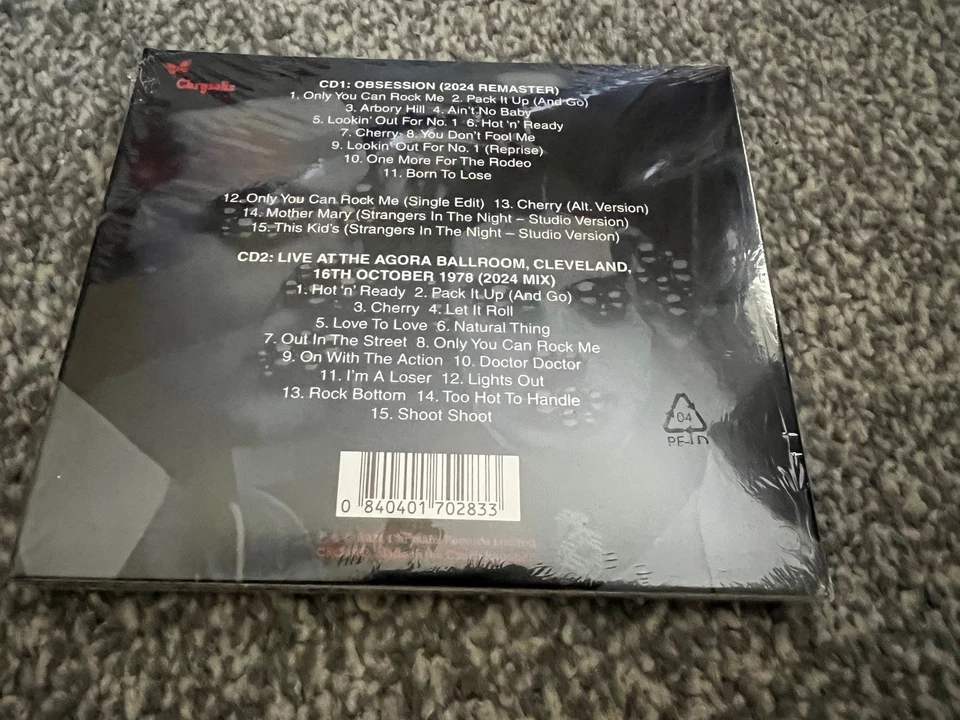 Chrysalis
CD1: OBSESSION (2024 REMASTER)
1. Only You Can Rock Me 2. Pack It Up (And Go)
3. Arbory Hill 4. Ain't No Baby
5. Lookin' Out For No. 1 6. Hot 'n' Ready
7. Cherry 8. You Don't Fool Me
9. Lookin' Out For No. 1 (Reprise)
10. One More For The Rodeo
11. Born To Lose
12. Only You Can Rock Me (Single Edit) 13. Cherry (Alt. Version)
14. Mother Mary (Strangers In The Night – Studio Version)
15. This Kid's (Strangers In The Night – Studio Version)
CD2: LIVE AT THE AGORA BALLROOM, CLEVELAND,
16TH OCTOBER 1978 (2024 MIX)
1. Hot 'n' Ready 2. Pack It Up (And Go)
3. Cherry 4. Let It Roll
5. Love To Love 6. Natural Thing
7. Out In The Street 8. Only You Can Rock Me
9. On With The Action 10. Doctor Doctor
11. I'm A Loser 12. Lights Out
13. Rock Bottom 14. Too Hot To Handle
15. Shoot Shoot
04
0 840401 702833